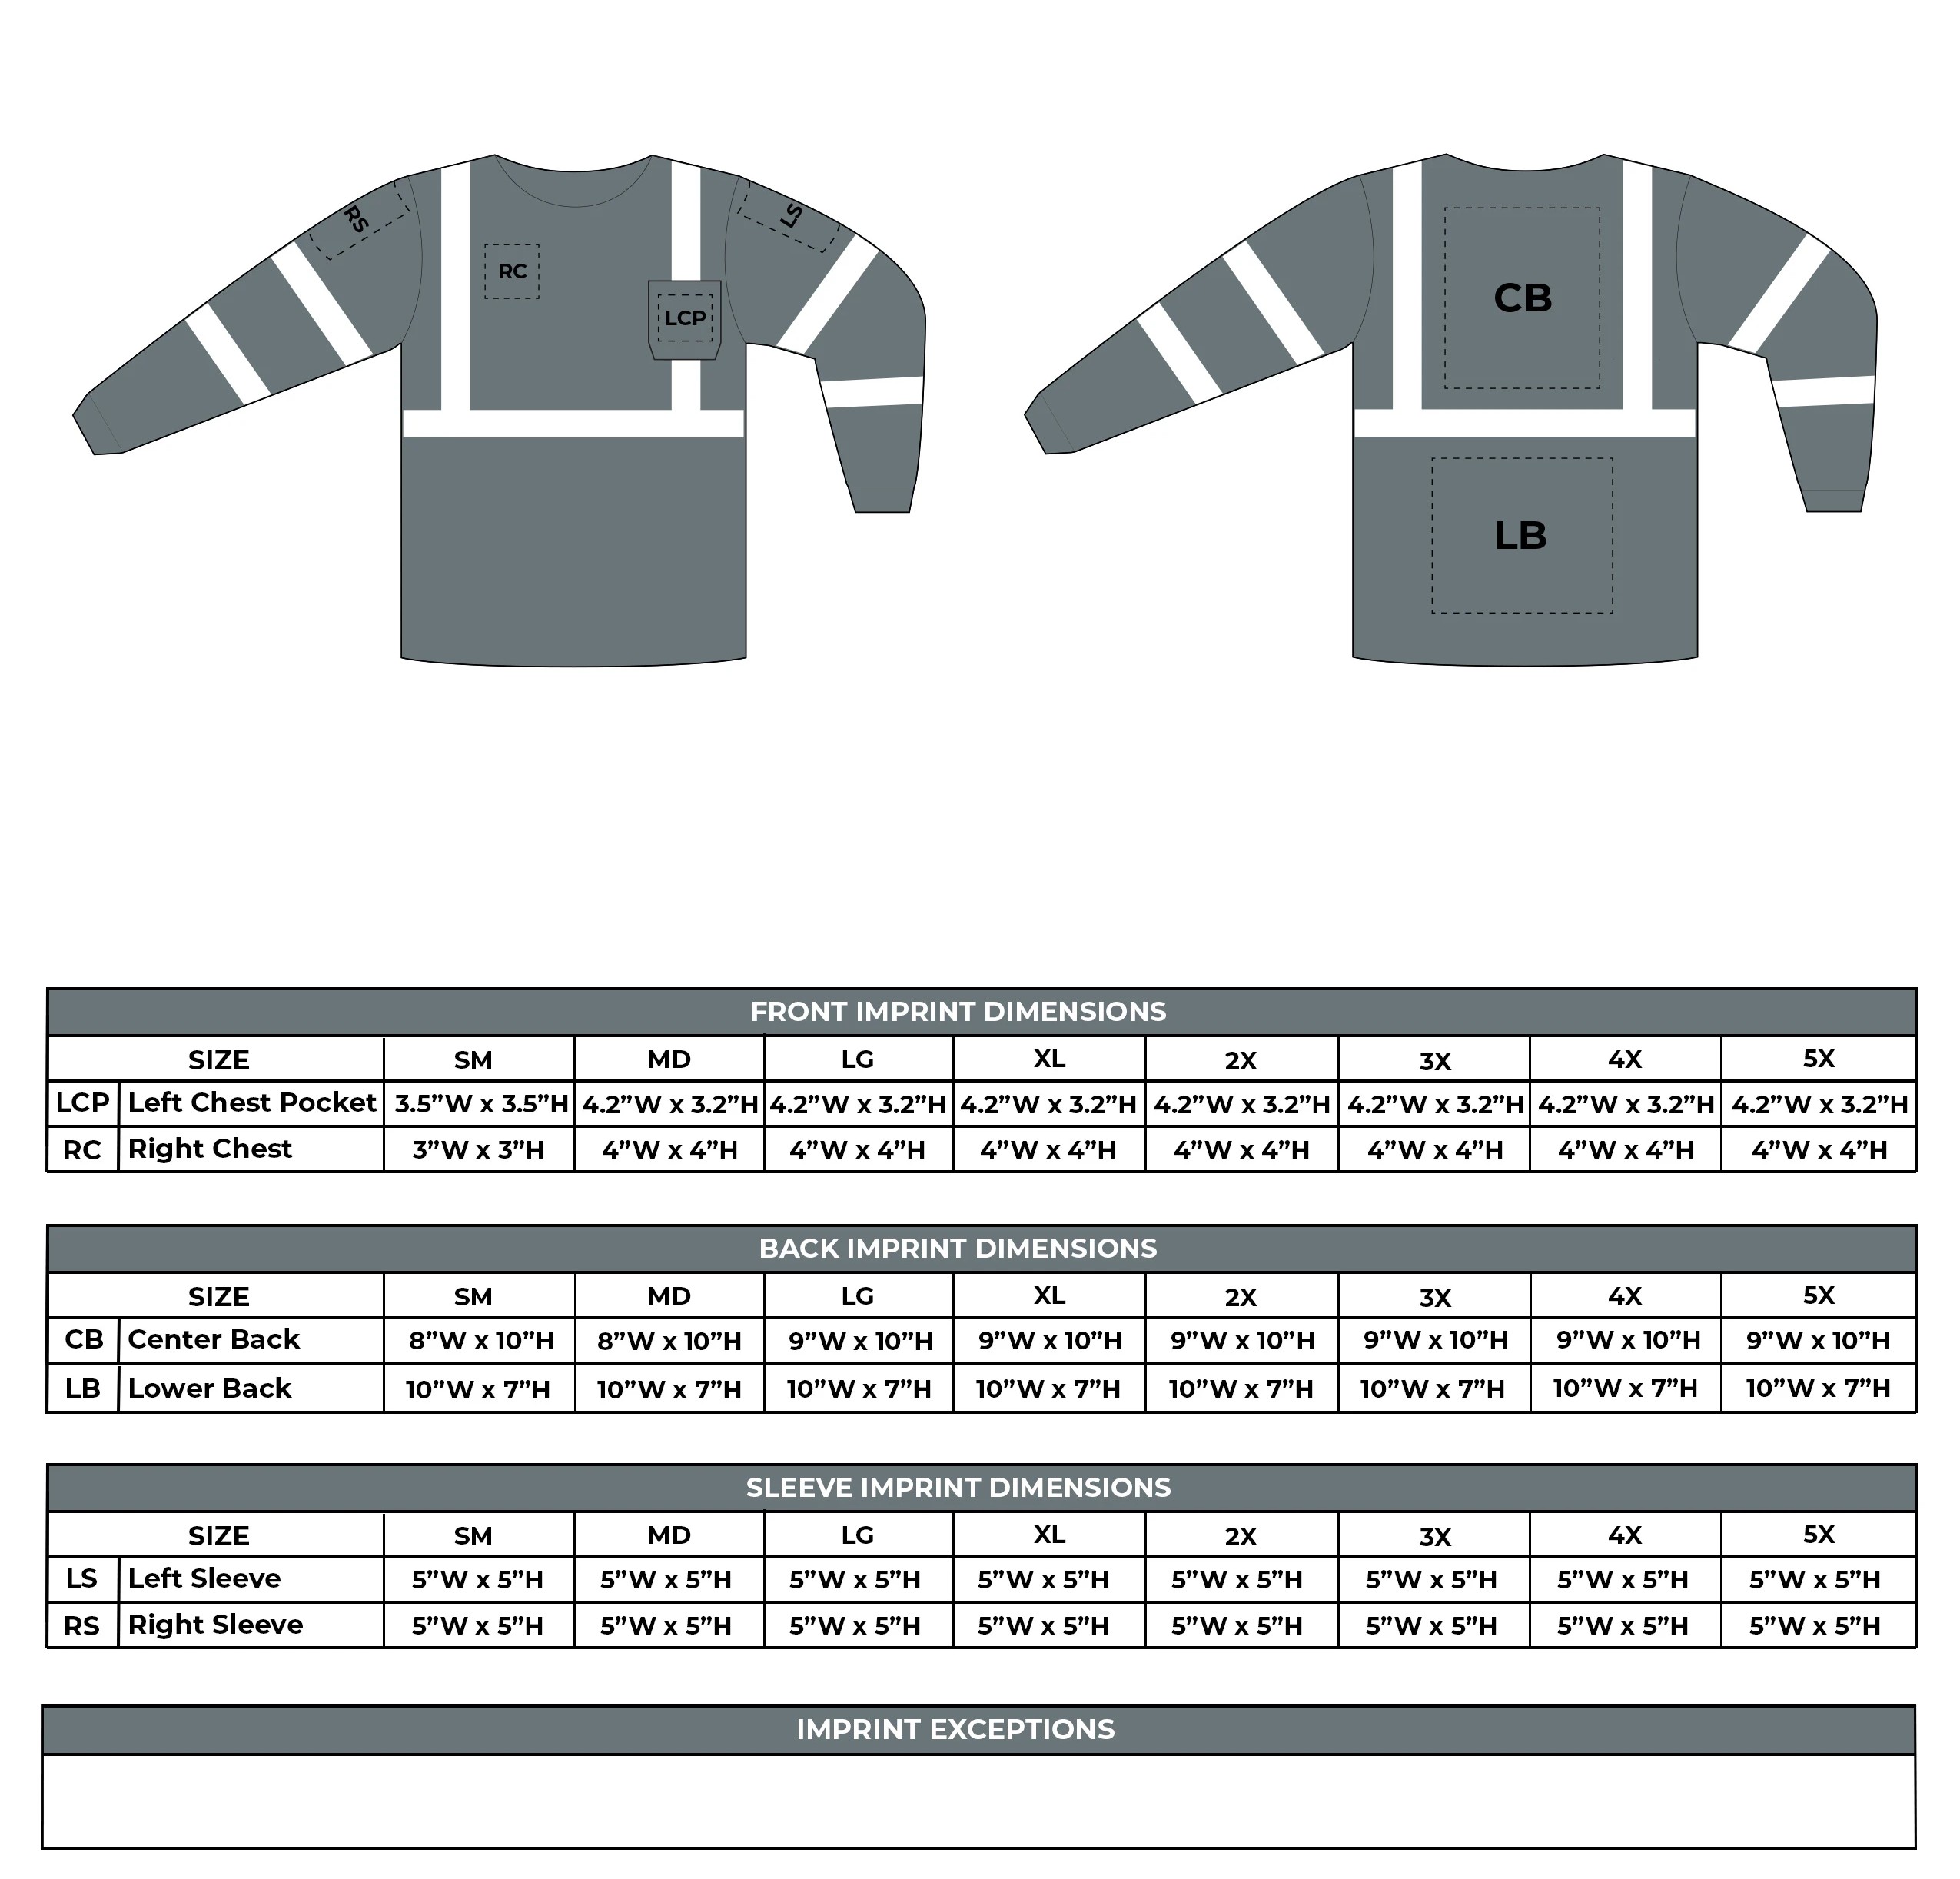 RS
LS
RC
LCP
CB
LB
FRONT IMPRINT DIMENSIONS
SIZE SM MD LG XL 2X 3X 4X 5X
LCP Left Chest Pocket 3.5”W x 3.5”H 4.2”W x 3.2”H 4.2”W x 3.2”H 4.2”W x 3.2”H 4.2”W x 3.2”H 4.2”W x 3.2”H 4.2”W x 3.2”H 4.2”W x 3.2”H
RC Right Chest 3”W x 3”H 4”W x 4”H 4”W x 4”H 4”W x 4”H 4”W x 4”H 4”W x 4”H 4”W x 4”H 4”W x 4”H
BACK IMPRINT DIMENSIONS
SIZE SM MD LG XL 2X 3X 4X 5X
CB Center Back 8”W x 10”H 8”W x 10”H 9”W x 10”H 9”W x 10”H 9”W x 10”H 9”W x 10”H 9”W x 10”H 9”W x 10”H
LB Lower Back 10”W x 7”H 10”W x 7”H 10”W x 7”H 10”W x 7”H 10”W x 7”H 10”W x 7”H 10”W x 7”H 10”W x 7”H
SLEEVE IMPRINT DIMENSIONS
SIZE SM MD LG XL 2X 3X 4X 5X
LS Left Sleeve 5”W x 5”H 5”W x 5”H 5”W x 5”H 5”W x 5”H 5”W x 5”H 5”W x 5”H 5”W x 5”H 5”W x 5”H
RS Right Sleeve 5”W x 5”H 5”W x 5”H 5”W x 5”H 5”W x 5”H 5”W x 5”H 5”W x 5”H 5”W x 5”H 5”W x 5”H
IMPRINT EXCEPTIONS